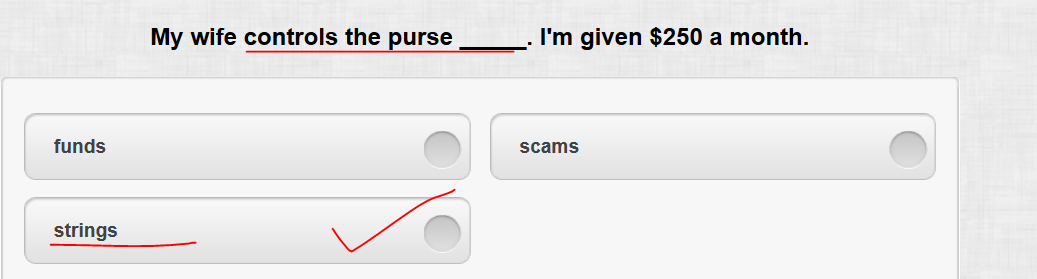 My wife controls the purse _____. I'm given $250 a month.
funds
scams
strings